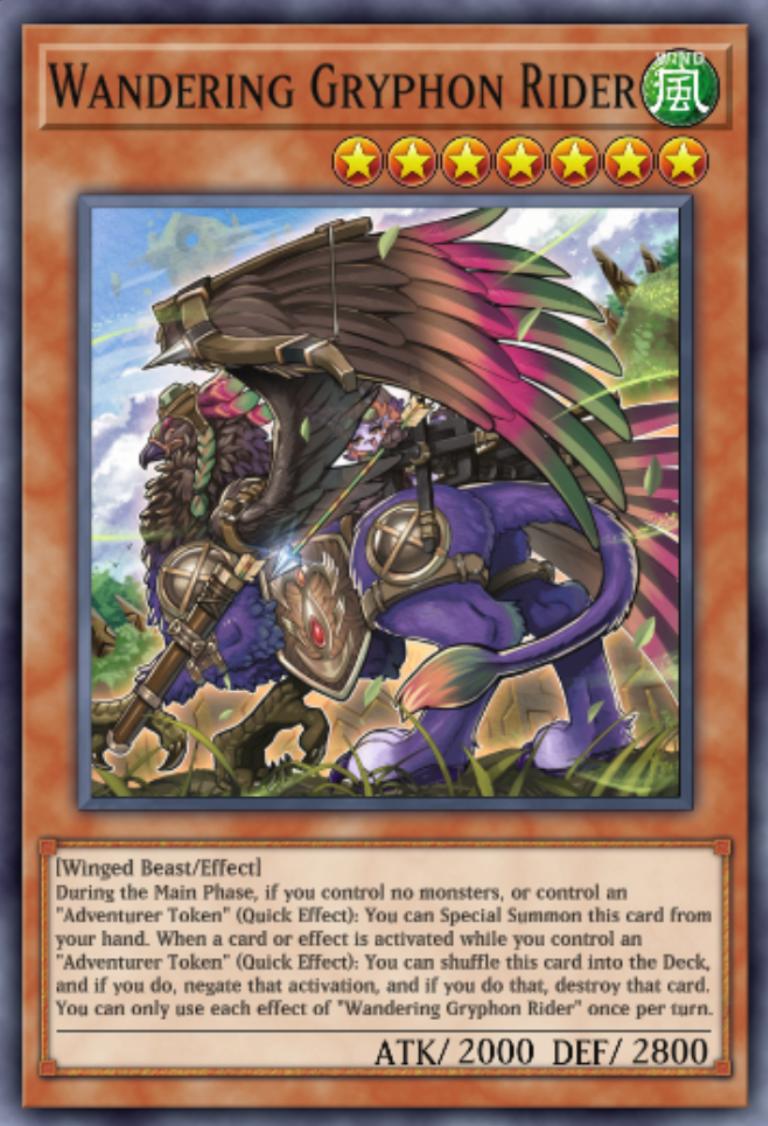 Wandering Gryphon Rider
WIND
風
[Winged Beast/Effect]
During the Main Phase, if you control no monsters, or control an
"Adventurer Token" (Quick Effect): You can Special Summon this card from
your hand. When a card or effect is activated while you control an
"Adventurer Token" (Quick Effect): You can shuffle this card into the Deck,
and if you do, negate that activation, and if you do that, destroy that card.
You can only use each effect of "Wandering Gryphon Rider" once per turn.
ATK/ 2000 DEF/ 2800